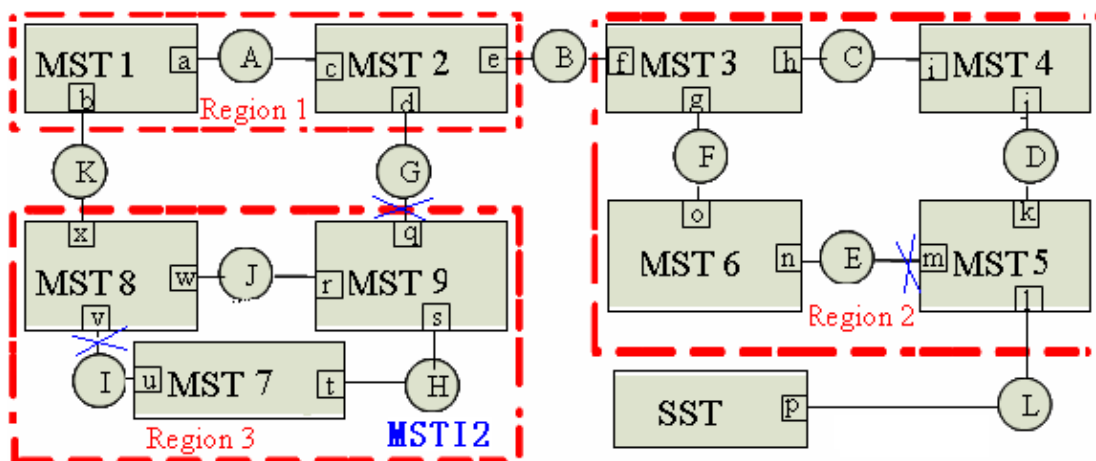 MST 1 a A c MST 2 e B f MST 3 h C i MST 4
b Region 1 d g j
K G F D
x q o k
MST 8 w J r MST 9 MST 6 n E m MST 5
v s Region 2 l
I u MST 7 t H SST p L
Region 3 MSTI2